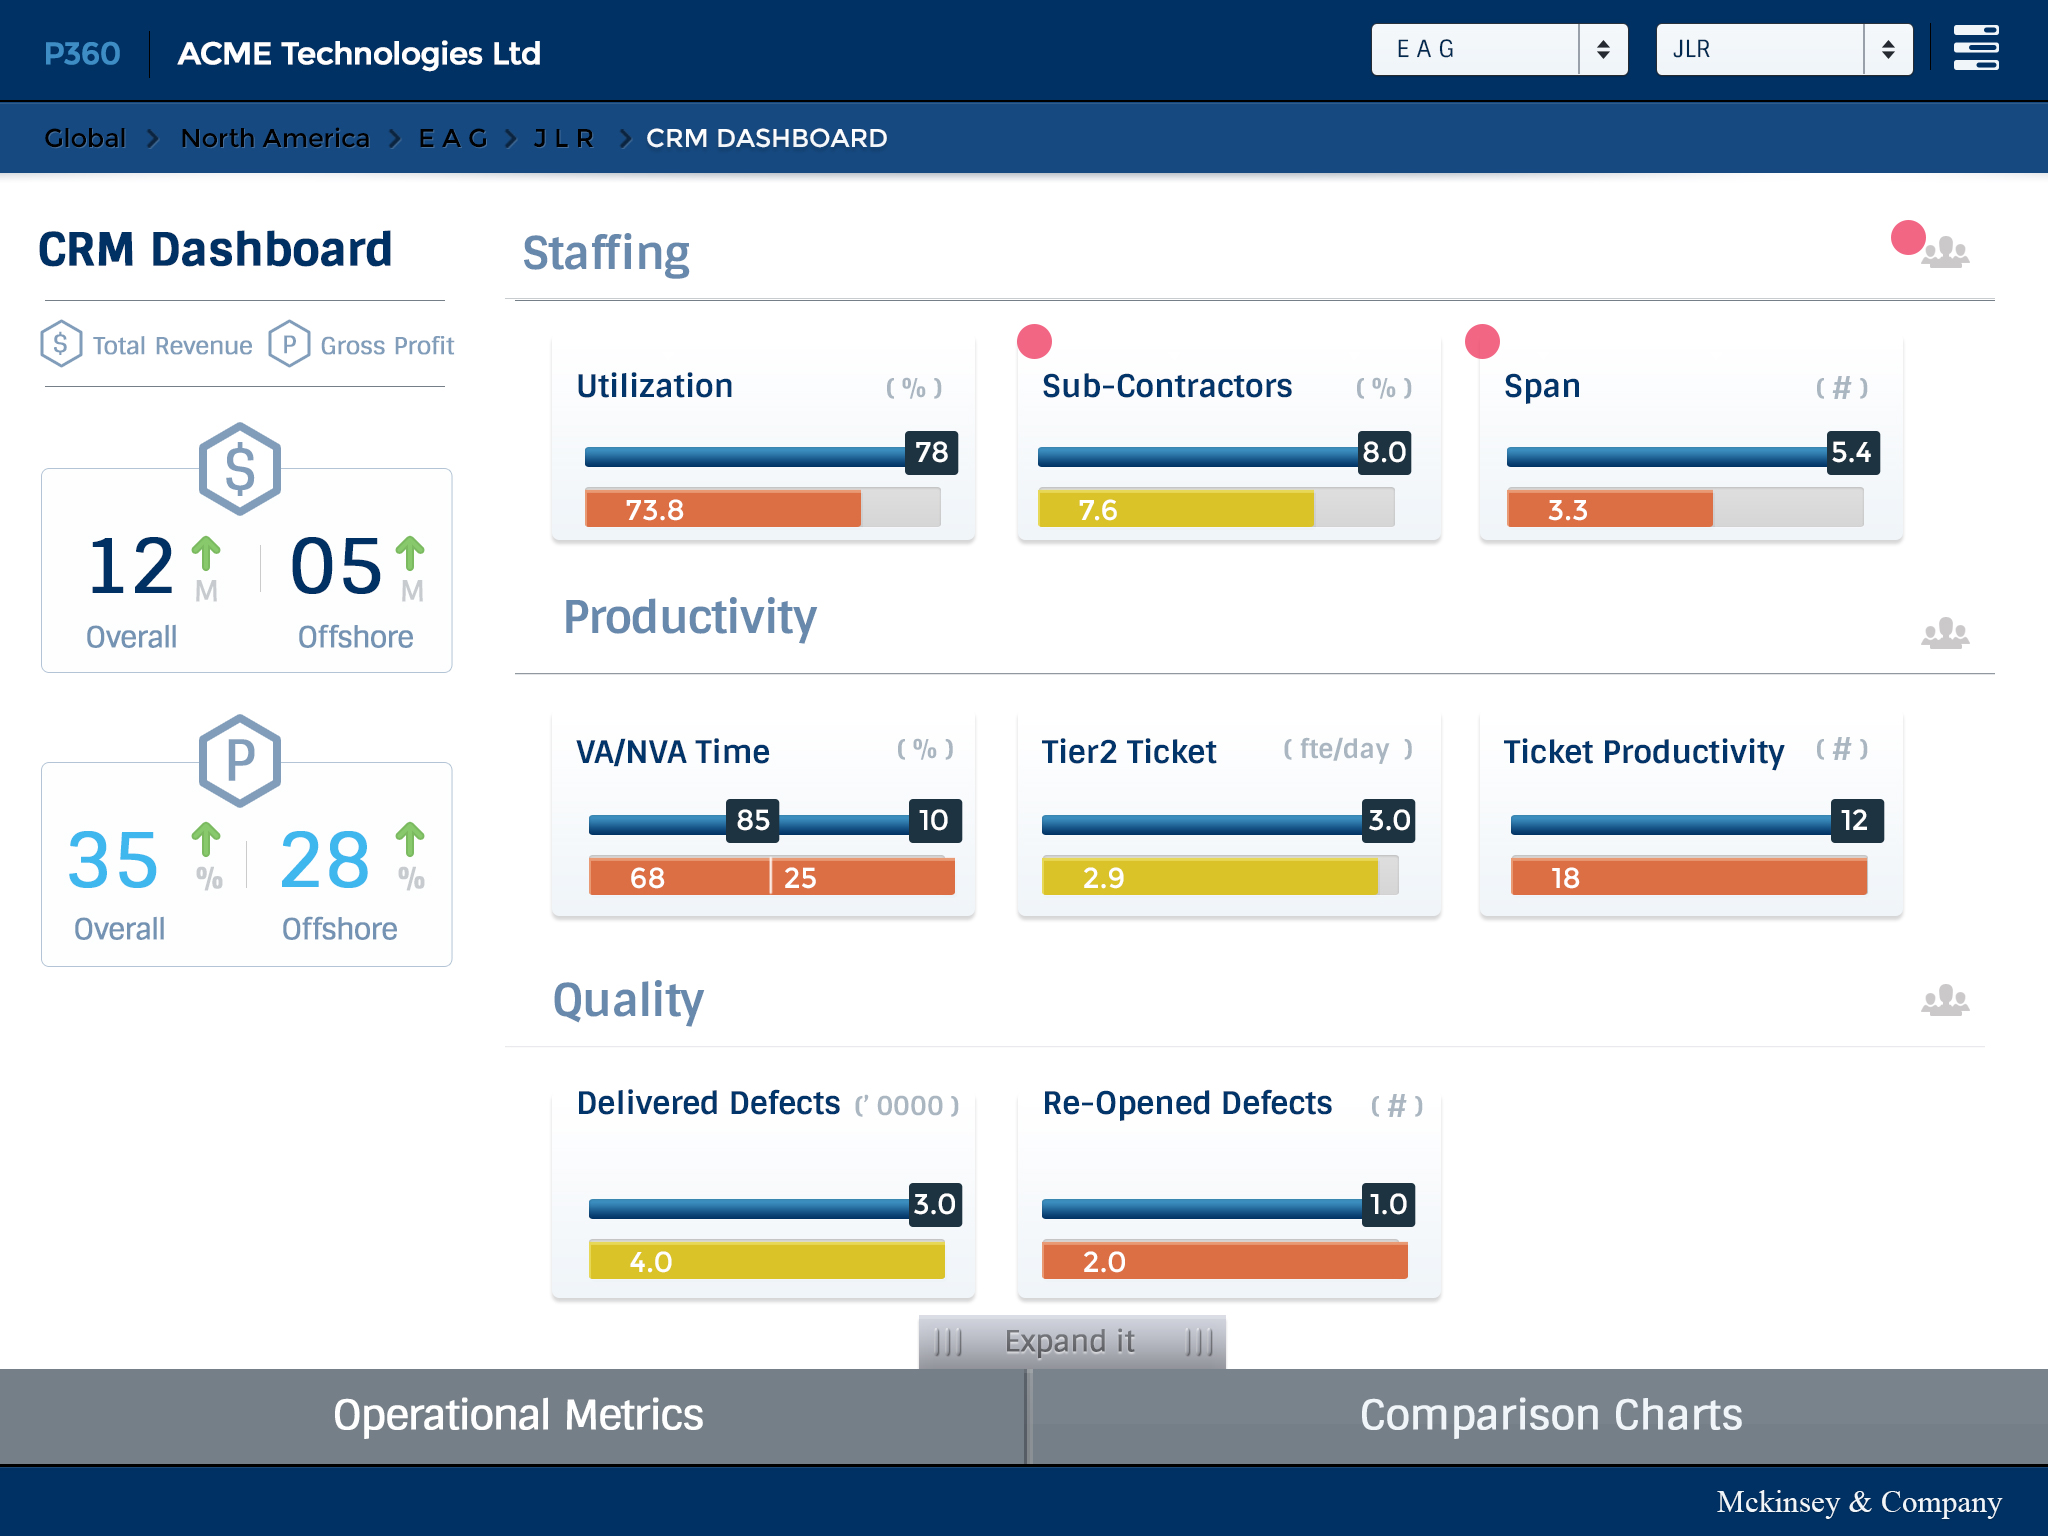 P360 ACME Technologies Ltd E A G JLR
Global North America E A G J L R CRM DASHBOARD
CRM Dashboard
$ Total Revenue P Gross Profit
$
12 M 05 M
Overall Offshore
P
35 % 28 %
Overall Offshore
Staffing
Utilization ( % )
78
73.8
Sub-Contractors ( % )
8.0
7.6
Span ( # )
5.4
3.3
Productivity
VA/NVA Time ( % )
85 10
68 25
Tier2 Ticket ( fte/day )
3.0
2.9
Ticket Productivity ( # )
12
18
Quality
Delivered Defects (’ 0000 )
3.0
4.0
Re-Opened Defects ( # )
1.0
2.0
Expand it
Operational Metrics Comparison Charts
Mckinsey & Company